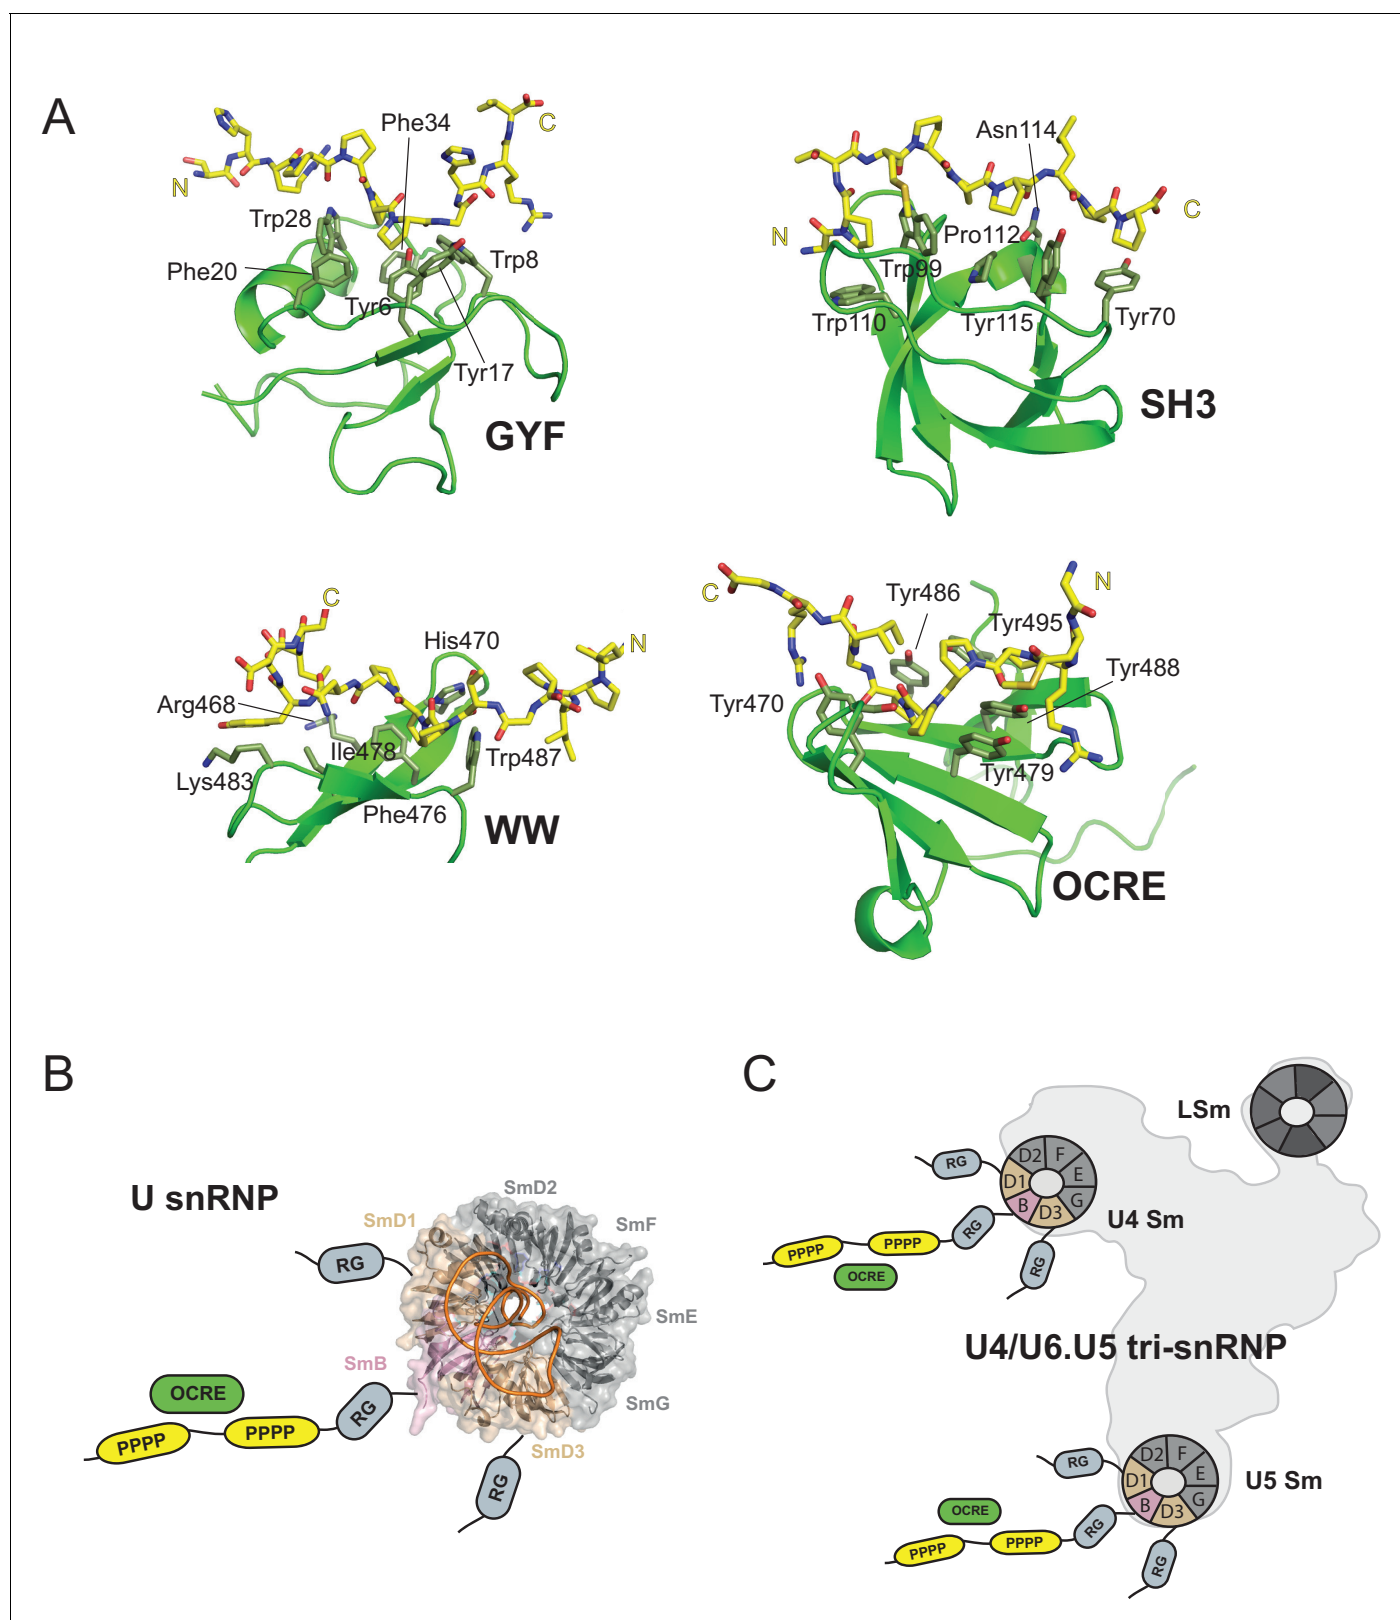 A
Phe34
C
N
Trp28
Phe20
Tyr6
Trp8
Tyr17
GYF
Asn114
C
N
Pro112
Trp99
Trp110
Tyr115
Tyr70
SH3
C
His470
N
Arg468
Ile478
Lys483
Trp487
Phe476
WW
C
Tyr486
N
Tyr495
Tyr488
Tyr470
Tyr479
OCRE
B
U snRNP
SmD2
SmD1
SmF
RG
SmE
SmB
OCRE
RG
SmG
PPPP
PPPP
SmD3
RG
C
LSm
RG
D2
F
D1
E
B
G
D3
U4 Sm
RG
PPPP
PPPP
OCRE
RG
U4/U6.U5 tri-snRNP
RG
D2
F
D1
E
B
G
D3
U5 Sm
OCRE
RG
PPPP
PPPP
RG